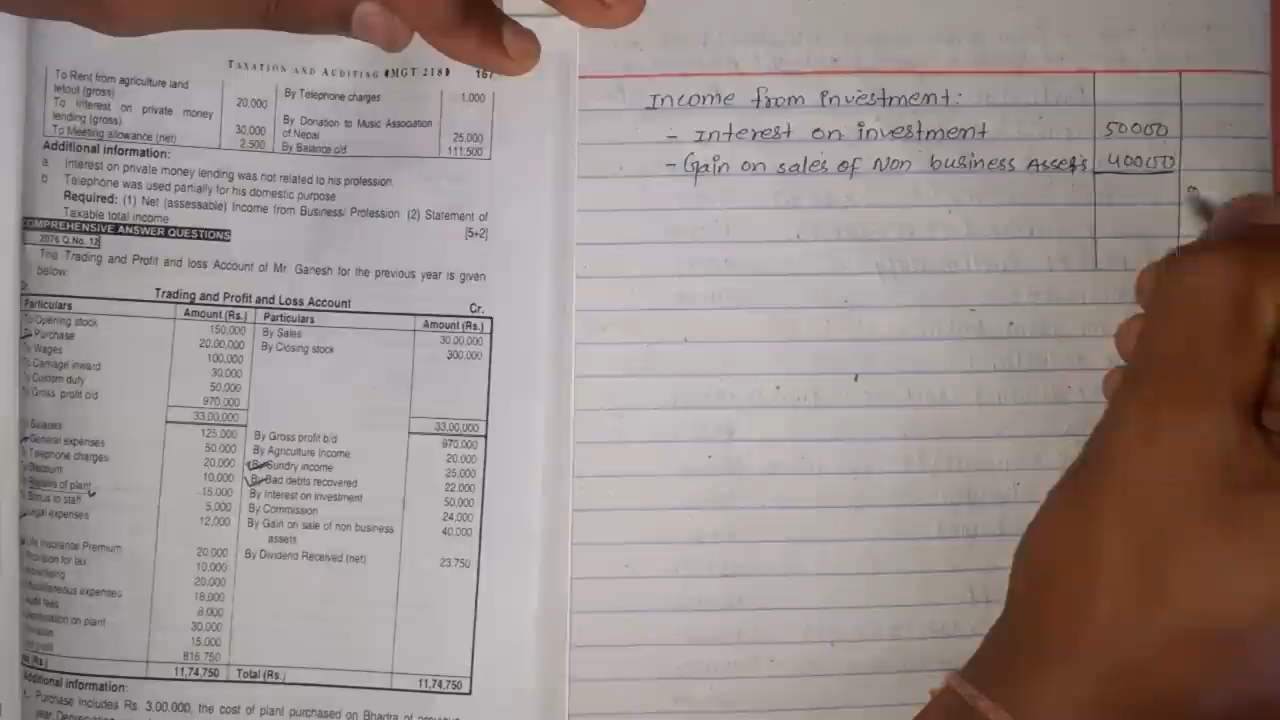 TAXATION AND AUDITING (MGT 218) 167
To Rent from agriculture land
letout (gross) 20,000 By Telephone charges 1,000
To Interest on private money
lending (gross) 30,000 By Donation to Music Association
of Nepal 25,000
To Meeting allowance (net) 2,500 By Balance c/d 111,500
Additional information:
a Interest on private money lending was not related to his profession
b Telephone was used partially for his domestic purpose
Required: (1) Net (assessable) Income from Business/ Profession (2) Statement of
Taxable total income [5+2]
COMPREHENSIVE ANSWER QUESTIONS
2076 Q.No. 12
The Trading and Profit and loss Account of Mr. Ganesh for the previous year is given
below:
Trading and Profit and Loss Account Cr.
Particulars Amount (Rs.) Particulars Amount (Rs.)
To Opening stock 150,000 By Sales 30,00,000
To Purchase 20,00,000 By Closing stock 300,000
To Wages 100,000
To Carriage inward 30,000
To Custom duty 50,000
To Gross profit c/d 970,000
33,00,000 33,00,000
125,000 By Gross profit b/d 970,000
General expenses 50,000 By Agriculture income 20,000
Telephone charges 20,000 By Sundry income 25,000
Discount 10,000 By Bad debts recovered 22,000
Repairs of plant 15,000 By Interest on investment 50,000
Bonus to staff 5,000 By Commission 24,000
Legal expenses 12,000 By Gain on sale of non business
assets 40,000
Life Insurance Premium 20,000 By Dividend Received (net) 23,750
Provision for tax 10,000
Advertising 20,000
Miscellaneous expenses 18,000
Audit fees 8,000
Depreciation on plant 30,000
15,000
816,750
11,74,750 Total (Rs.) 11,74,750
Additional information:
1. Purchase includes Rs. 3,00,000, the cost of plant purchased on Bhadra of
Income from Investment:
- Interest on investment 50000
- Gain on sales of Non business Assets 40000